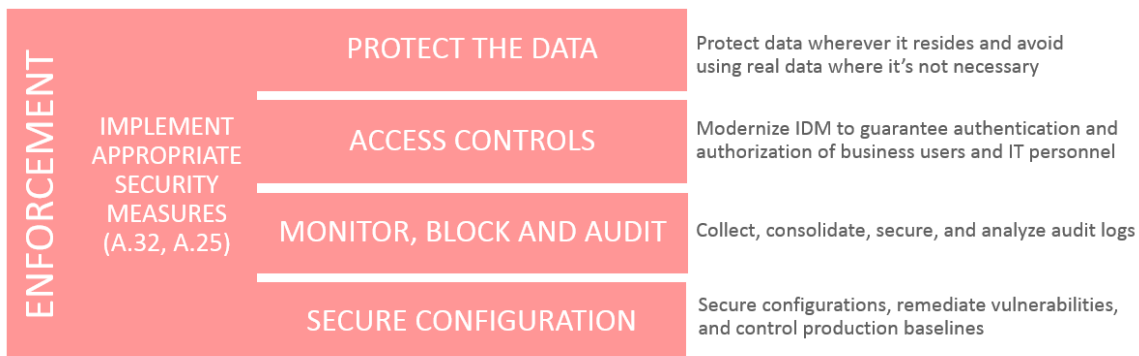 ENFORCEMENT
IMPLEMENT
APPROPRIATE
SECURITY
MEASURES
(A.32, A.25)
PROTECT THE DATA
Protect data wherever it resides and avoid
using real data where it's not necessary
ACCESS CONTROLS
Modernize IDM to guarantee authentication and
authorization of business users and IT personnel
MONITOR, BLOCK AND AUDIT
Collect, consolidate, secure, and analyze audit logs
SECURE CONFIGURATION
Secure configurations, remediate vulnerabilities,
and control production baselines